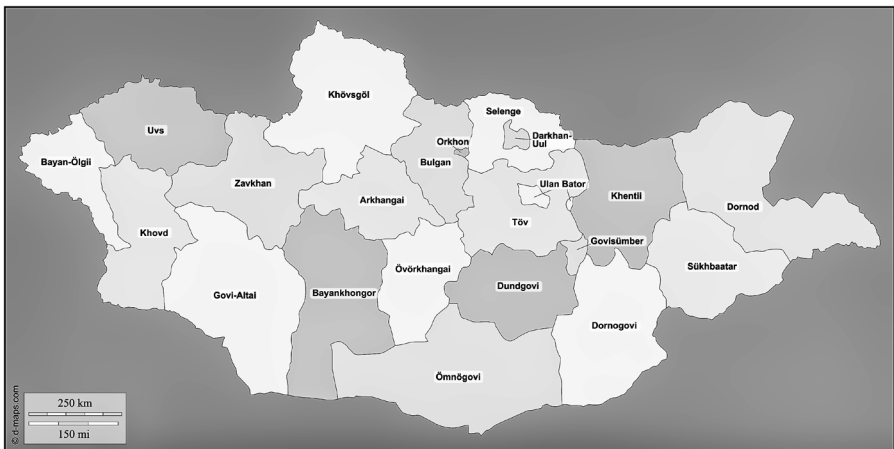 Khövsgöl
Selenge
Uvs
Orkhon
Darkhan-
Uul
Bayan-Ölgii
Bulgan
Zavkhan
Ulan Bator
Arkhangai
Khentii
Dornod
Töv
Khovd
Govisümber
Övörkhangai
Sükhbaatar
Govi-Altai
Bayankhongor
Dundgovi
Dornogovi
Ömnögovi
250 km
150 mi
© d-maps.com